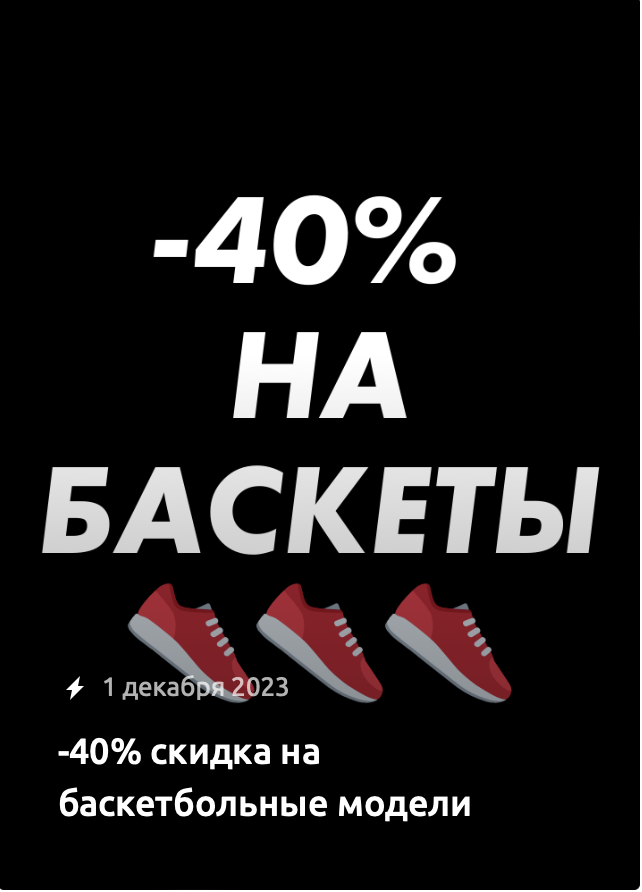 -40%
НА
БАСКЕТЫ
1 декабря 2023
-40% скидка на
баскетбольные модели